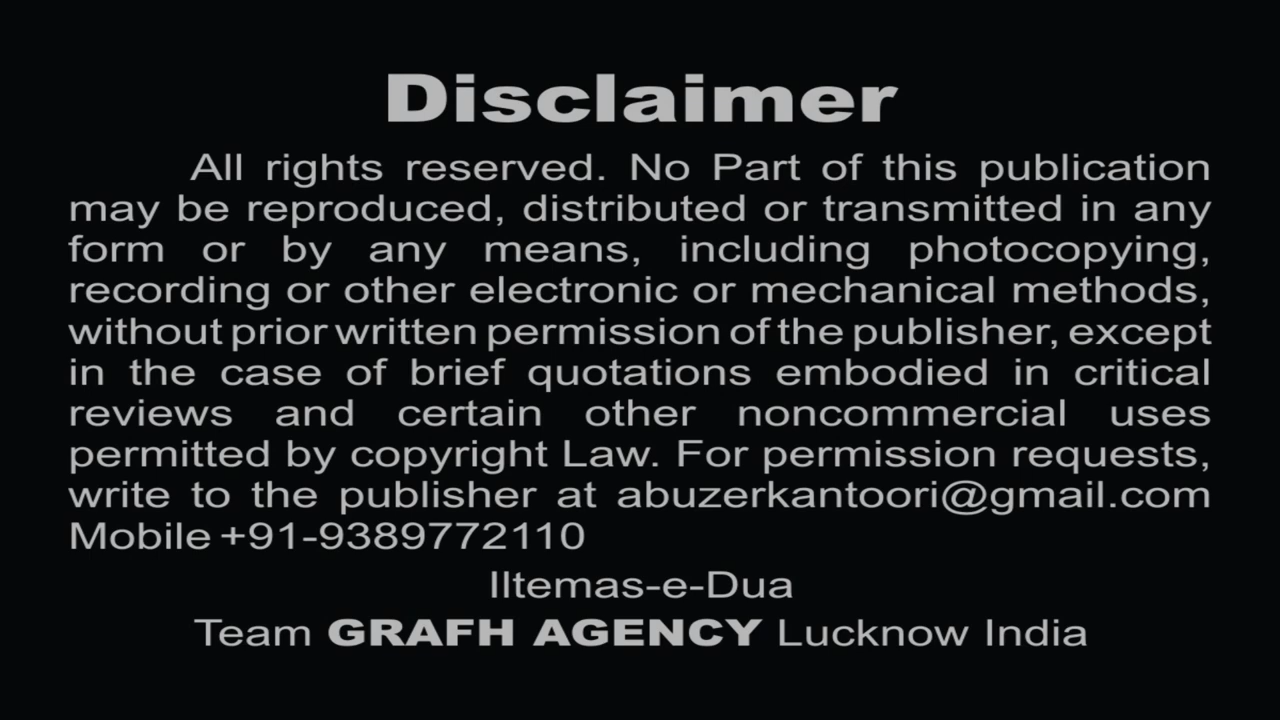 Disclaimer
All rights reserved. No Part of this publication
may be reproduced, distributed or transmitted in any
form or by any means, including photocopying,
recording or other electronic or mechanical methods,
without prior written permission of the publisher, except
in the case of brief quotations embodied in critical
reviews and certain other noncommercial uses
permitted by copyright Law. For permission requests,
write to the publisher at abuzerkantoori@gmail.com
Mobile +91-9389772110
IItemas-e-Dua
Team GRAFH AGENCY Lucknow India